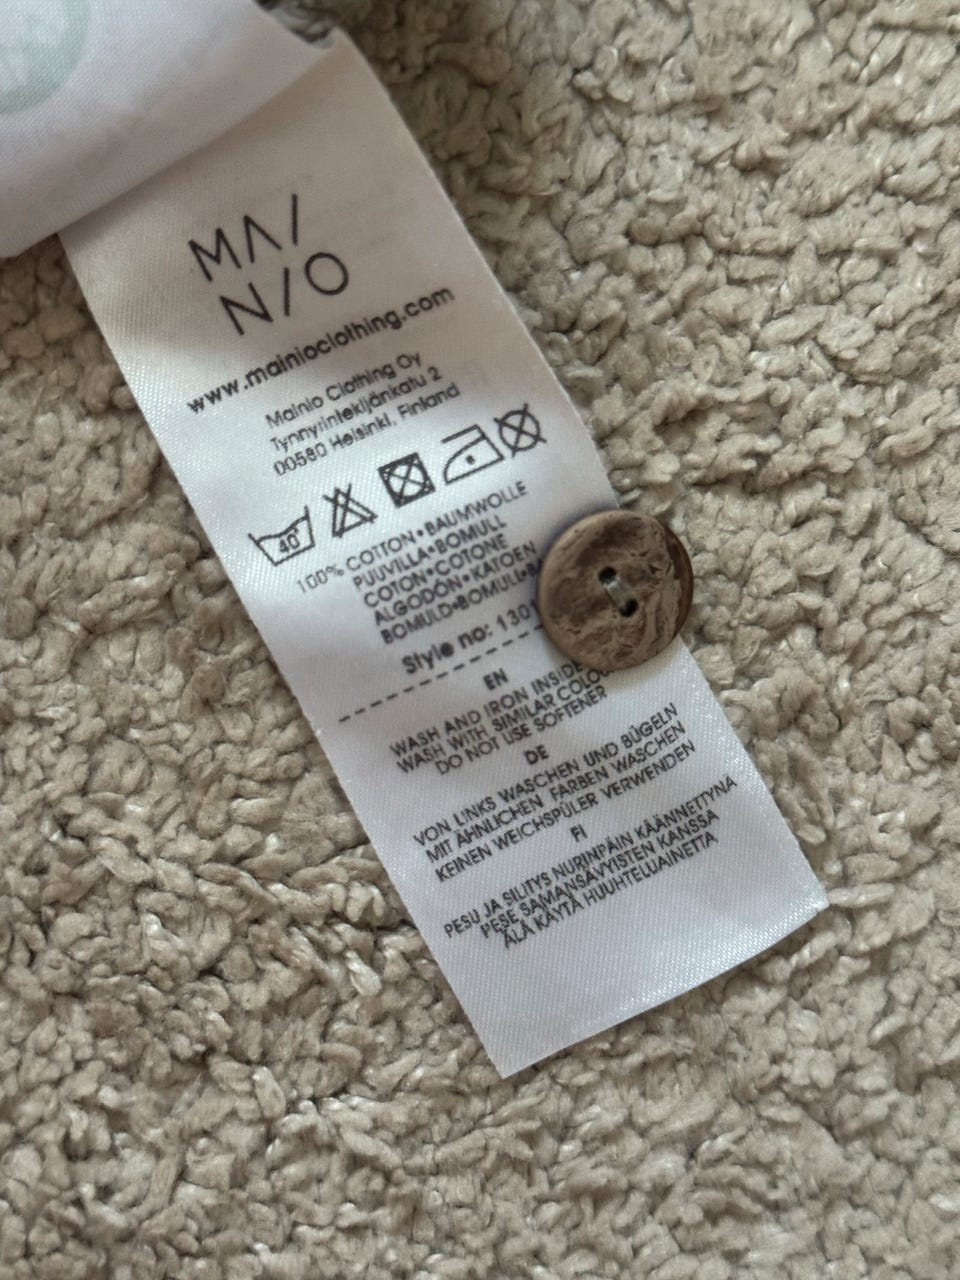 MAI
NIO
www.mainioclothing.com
Mainio Clothing Oy
Tynnyrintekijänkatu 2
00580 Helsinki, Finland
40°
100% COTTON•BAUMWOLLE
PUUVILLA•BOMULL
COTON•COTONE
ALGODÓN•KATOEN
BOMULD•BOMULL•
Style no: 1301
EN
WASH AND IRON INSIDE
WASH WITH SIMILAR
DO NOT USE SOFTENER
DE
VON LINKS WASCHEN UND BÜGELN
MIT ÄHNLICHEN FARBEN WASCHEN
KEINEN WEICHSPÜLER VERWENDEN
FI
PESU JA SILITYS NURINPÄIN KÄÄNNETTYNÄ
PESE SAMANSÄVYISTEN KANSSA
ÄLÄ KÄYTÄ HUUHTELUAINETTA